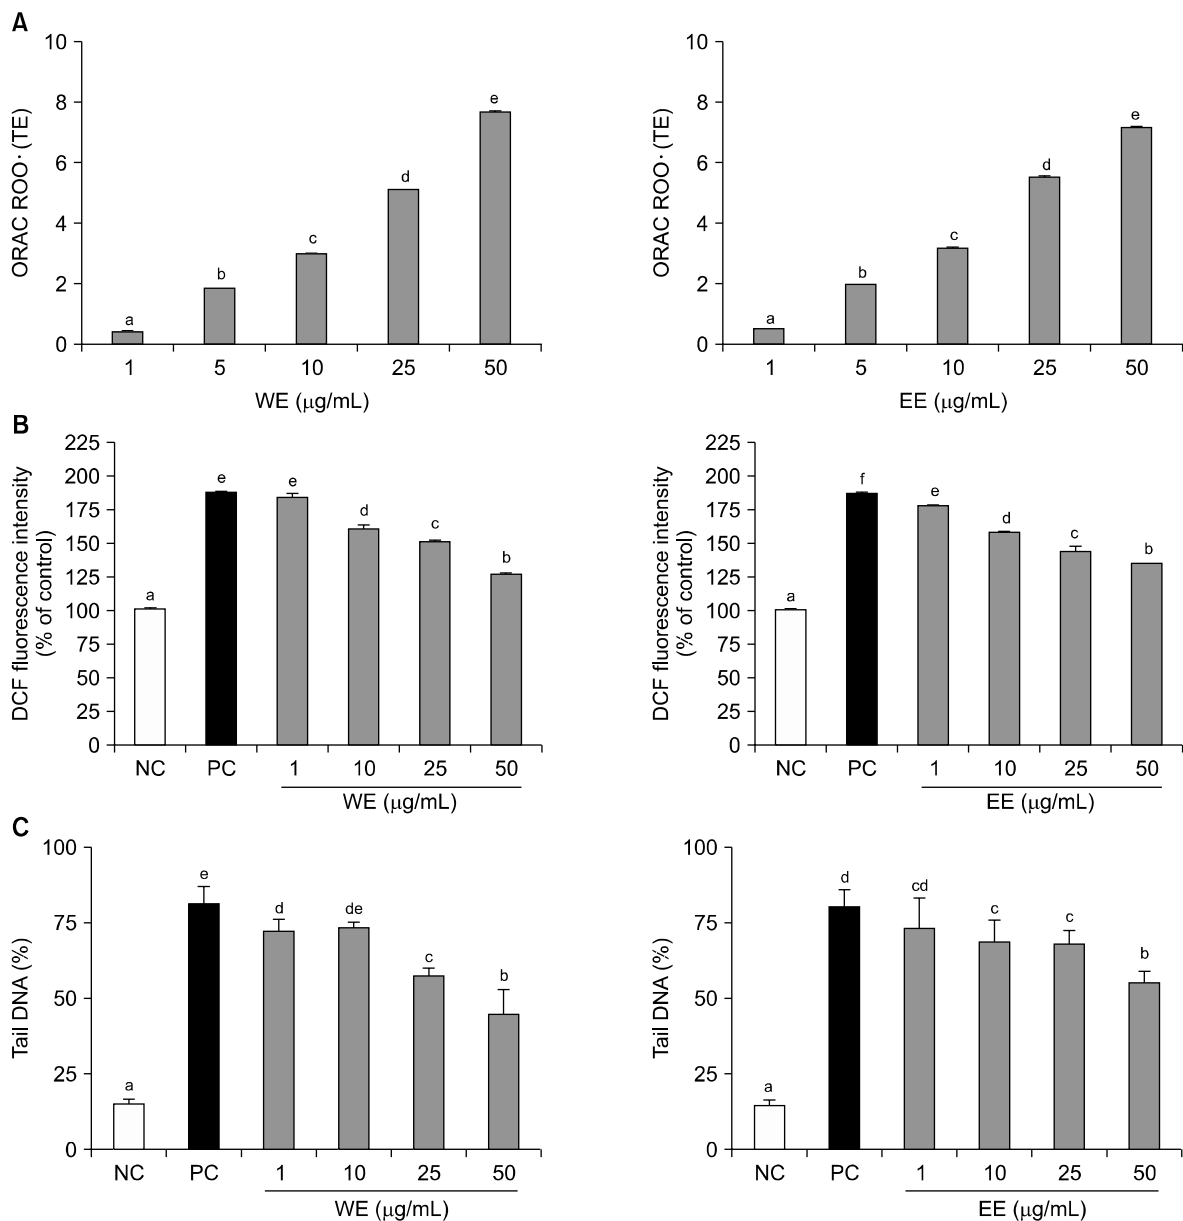 A
ORAC ROO· (TE)
10
8
6
4
2
0
a
b
c
d
e
1 5 10 25 50
WE (μg/mL)
ORAC ROO· (TE)
10
8
6
4
2
0
a
b
c
d
e
1 5 10 25 50
EE (μg/mL)
B
DCF fluorescence intensity
(% of control)
225
200
175
150
125
100
75
50
25
0
a
e
e
d
c
b
NC PC 1 10 25 50
WE (μg/mL)
DCF fluorescence intensity
(% of control)
225
200
175
150
125
100
75
50
25
0
a
f
e
d
c
b
NC PC 1 10 25 50
EE (μg/mL)
C
Tail DNA (%)
100
75
50
25
0
a
e
d
de
c
b
NC PC 1 10 25 50
WE (μg/mL)
Tail DNA (%)
100
75
50
25
0
a
d
cd
c
c
b
NC PC 1 10 25 50
EE (μg/mL)